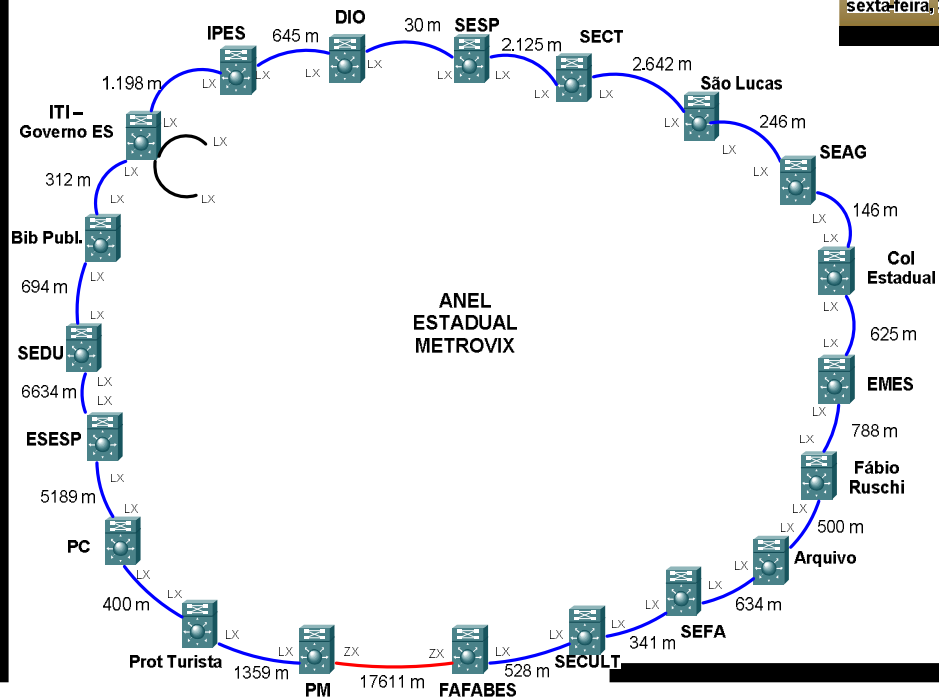 sexta-feira,
DIO
IPES
645 m
30 m
SESP
2.125 m
SECT
2.642 m
São Lucas
LX
LX
LX
LX
LX
LX
LX
LX
1.198 m
ITI –
Governo ES
LX
LX
LX
LX
LX
LX
246 m
SEAG
LX
312 m
LX
146 m
LX
LX
Bib Publ.
LX
Col
Estadual
694 m
LX
ANEL
ESTADUAL
METROVIX
625 m
LX
SEDU
LX
LX
EMES
6634 m
LX
ESESP
788 m
LX
Fábio
Ruschi
LX
5189 m
LX
500 m
LX
PC
LX
Arquivo
LX
LX
400 m
LX
LX
634 m
SEFA
LX
341 m
LX
Prot Turista
LX
1359 m
PM
ZX
17611 m
ZX
FAFABES
LX
528 m
LX
SECULT